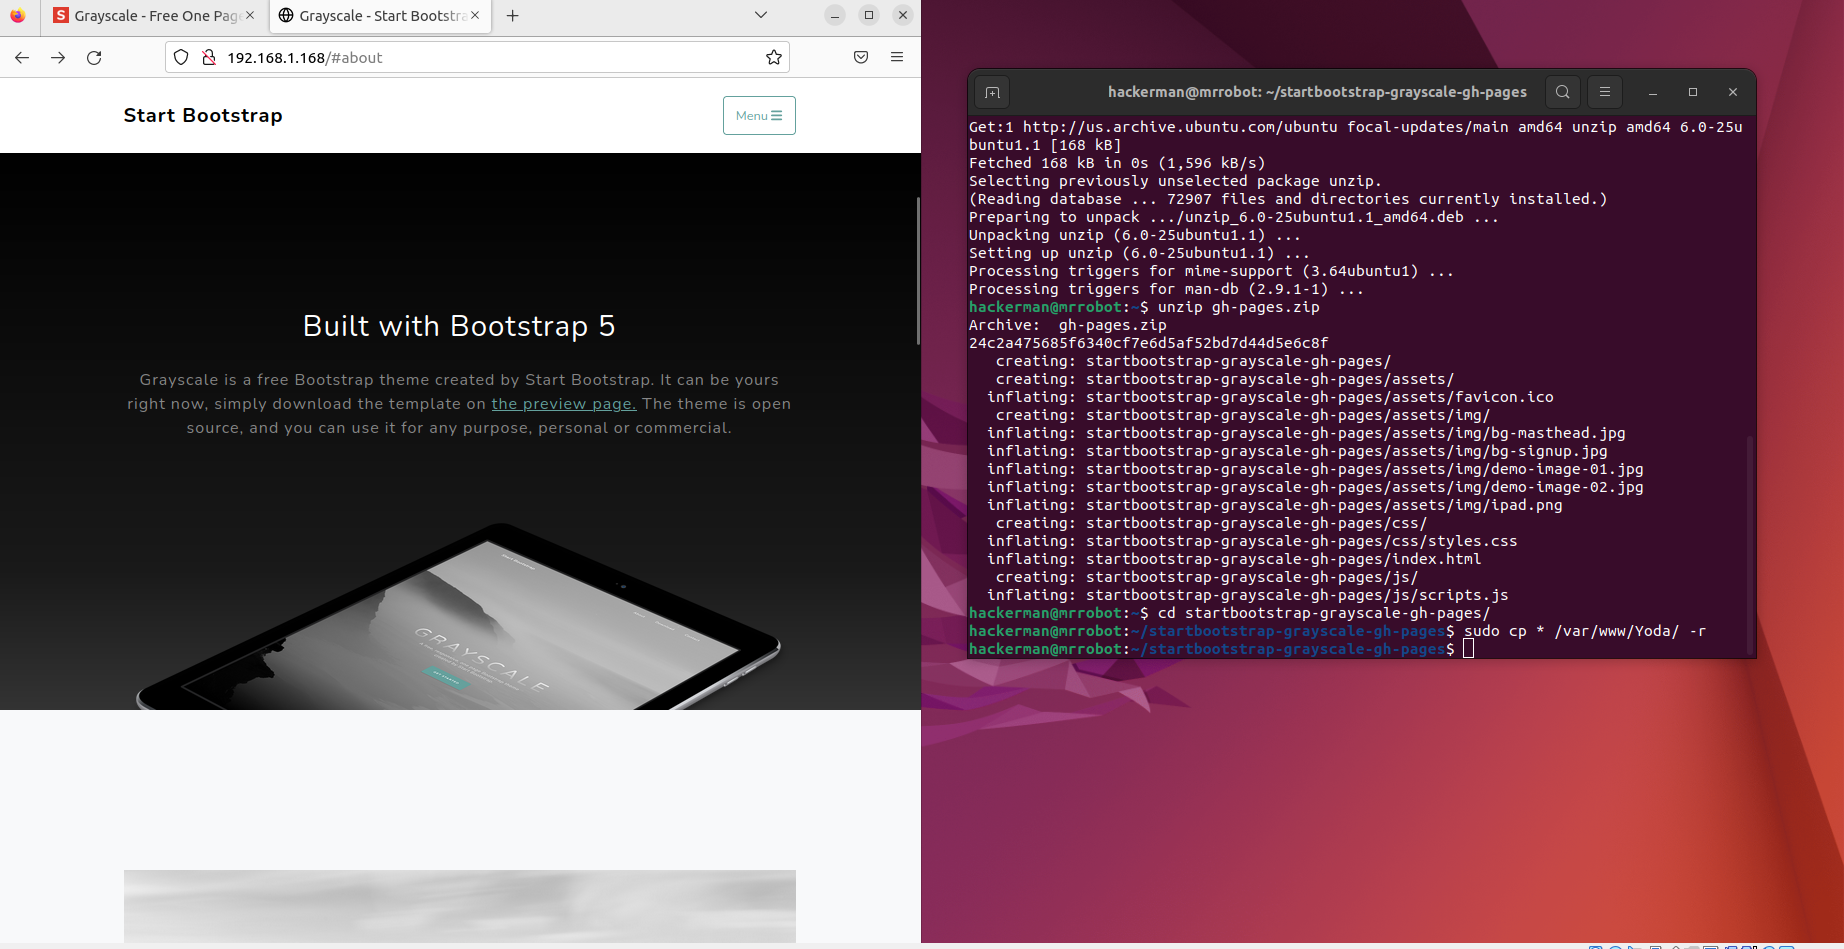 Grayscale - Free One Pag
Grayscale - Start Bootstra
192.168.1.168/#about
Start Bootstrap
Menu
Built with Bootstrap 5
Grayscale is a free Bootstrap theme created by Start Bootstrap. It can be yours
right now, simply download the template on the preview page. The theme is open
source, and you can use it for any purpose, personal or commercial.
GRAYSCALE
hackerman@mrrobot: ~/startbootstrap-grayscale-gh-pages
Get:1 http://us.archive.ubuntu.com/ubuntu focal-updates/main amd64 unzip amd64 6.0-25u
buntu1.1 [168 kB]
Fetched 168 kB in 0s (1,596 kB/s)
Selecting previously unselected package unzip.
(Reading database ... 72907 files and directories currently installed.)
Preparing to unpack .../unzip_6.0-25ubuntu1.1_amd64.deb ...
Unpacking unzip (6.0-25ubuntu1.1) ...
Setting up unzip (6.0-25ubuntu1.1) ...
Processing triggers for mime-support (3.64ubuntu1) ...
Processing triggers for man-db (2.9.1-1) ...
hackerman@mrrobot:~$ unzip gh-pages.zip
Archive:  gh-pages.zip
24c2a475685f6340cf7e6d5af52bd7d44d5e6c8f
   creating: startbootstrap-grayscale-gh-pages/
   creating: startbootstrap-grayscale-gh-pages/assets/
  inflating: startbootstrap-grayscale-gh-pages/assets/favicon.ico
   creating: startbootstrap-grayscale-gh-pages/assets/img/
  inflating: startbootstrap-grayscale-gh-pages/assets/img/bg-masthead.jpg
  inflating: startbootstrap-grayscale-gh-pages/assets/img/bg-signup.jpg
  inflating: startbootstrap-grayscale-gh-pages/assets/img/demo-image-01.jpg
  inflating: startbootstrap-grayscale-gh-pages/assets/img/demo-image-02.jpg
  inflating: startbootstrap-grayscale-gh-pages/assets/img/ipad.png
   creating: startbootstrap-grayscale-gh-pages/css/
  inflating: startbootstrap-grayscale-gh-pages/css/styles.css
  inflating: startbootstrap-grayscale-gh-pages/index.html
   creating: startbootstrap-grayscale-gh-pages/js/
  inflating: startbootstrap-grayscale-gh-pages/js/scripts.js
hackerman@mrrobot:~$ cd startbootstrap-grayscale-gh-pages/
hackerman@mrrobot:~/startbootstrap-grayscale-gh-pages$ sudo cp * /var/www/Yoda/ -r
hackerman@mrrobot:~/startbootstrap-grayscale-gh-pages$